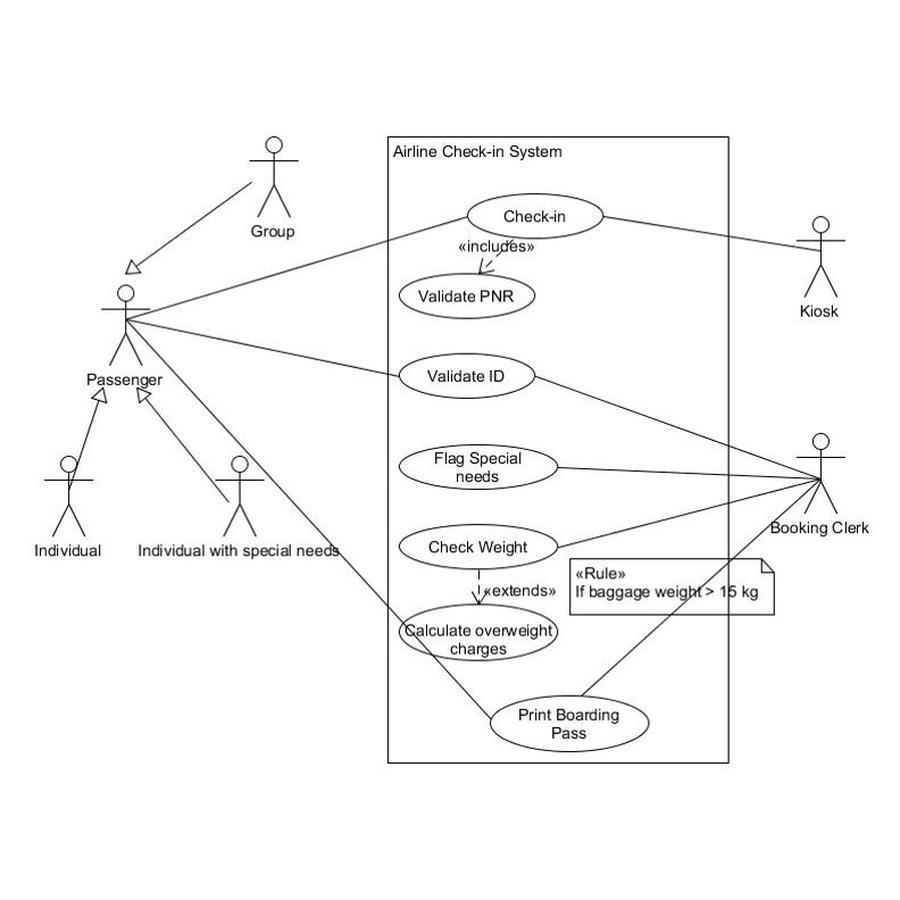 Airline Check-in System
Group
Check-in
«includes»
Validate PNR
Kiosk
Passenger
Validate ID
Flag Special
needs
Booking Clerk
Individual
Individual with special needs
Check Weight
«Rule»
If baggage weight > 15 kg
«extends»
Calculate overweight
charges
Print Boarding
Pass